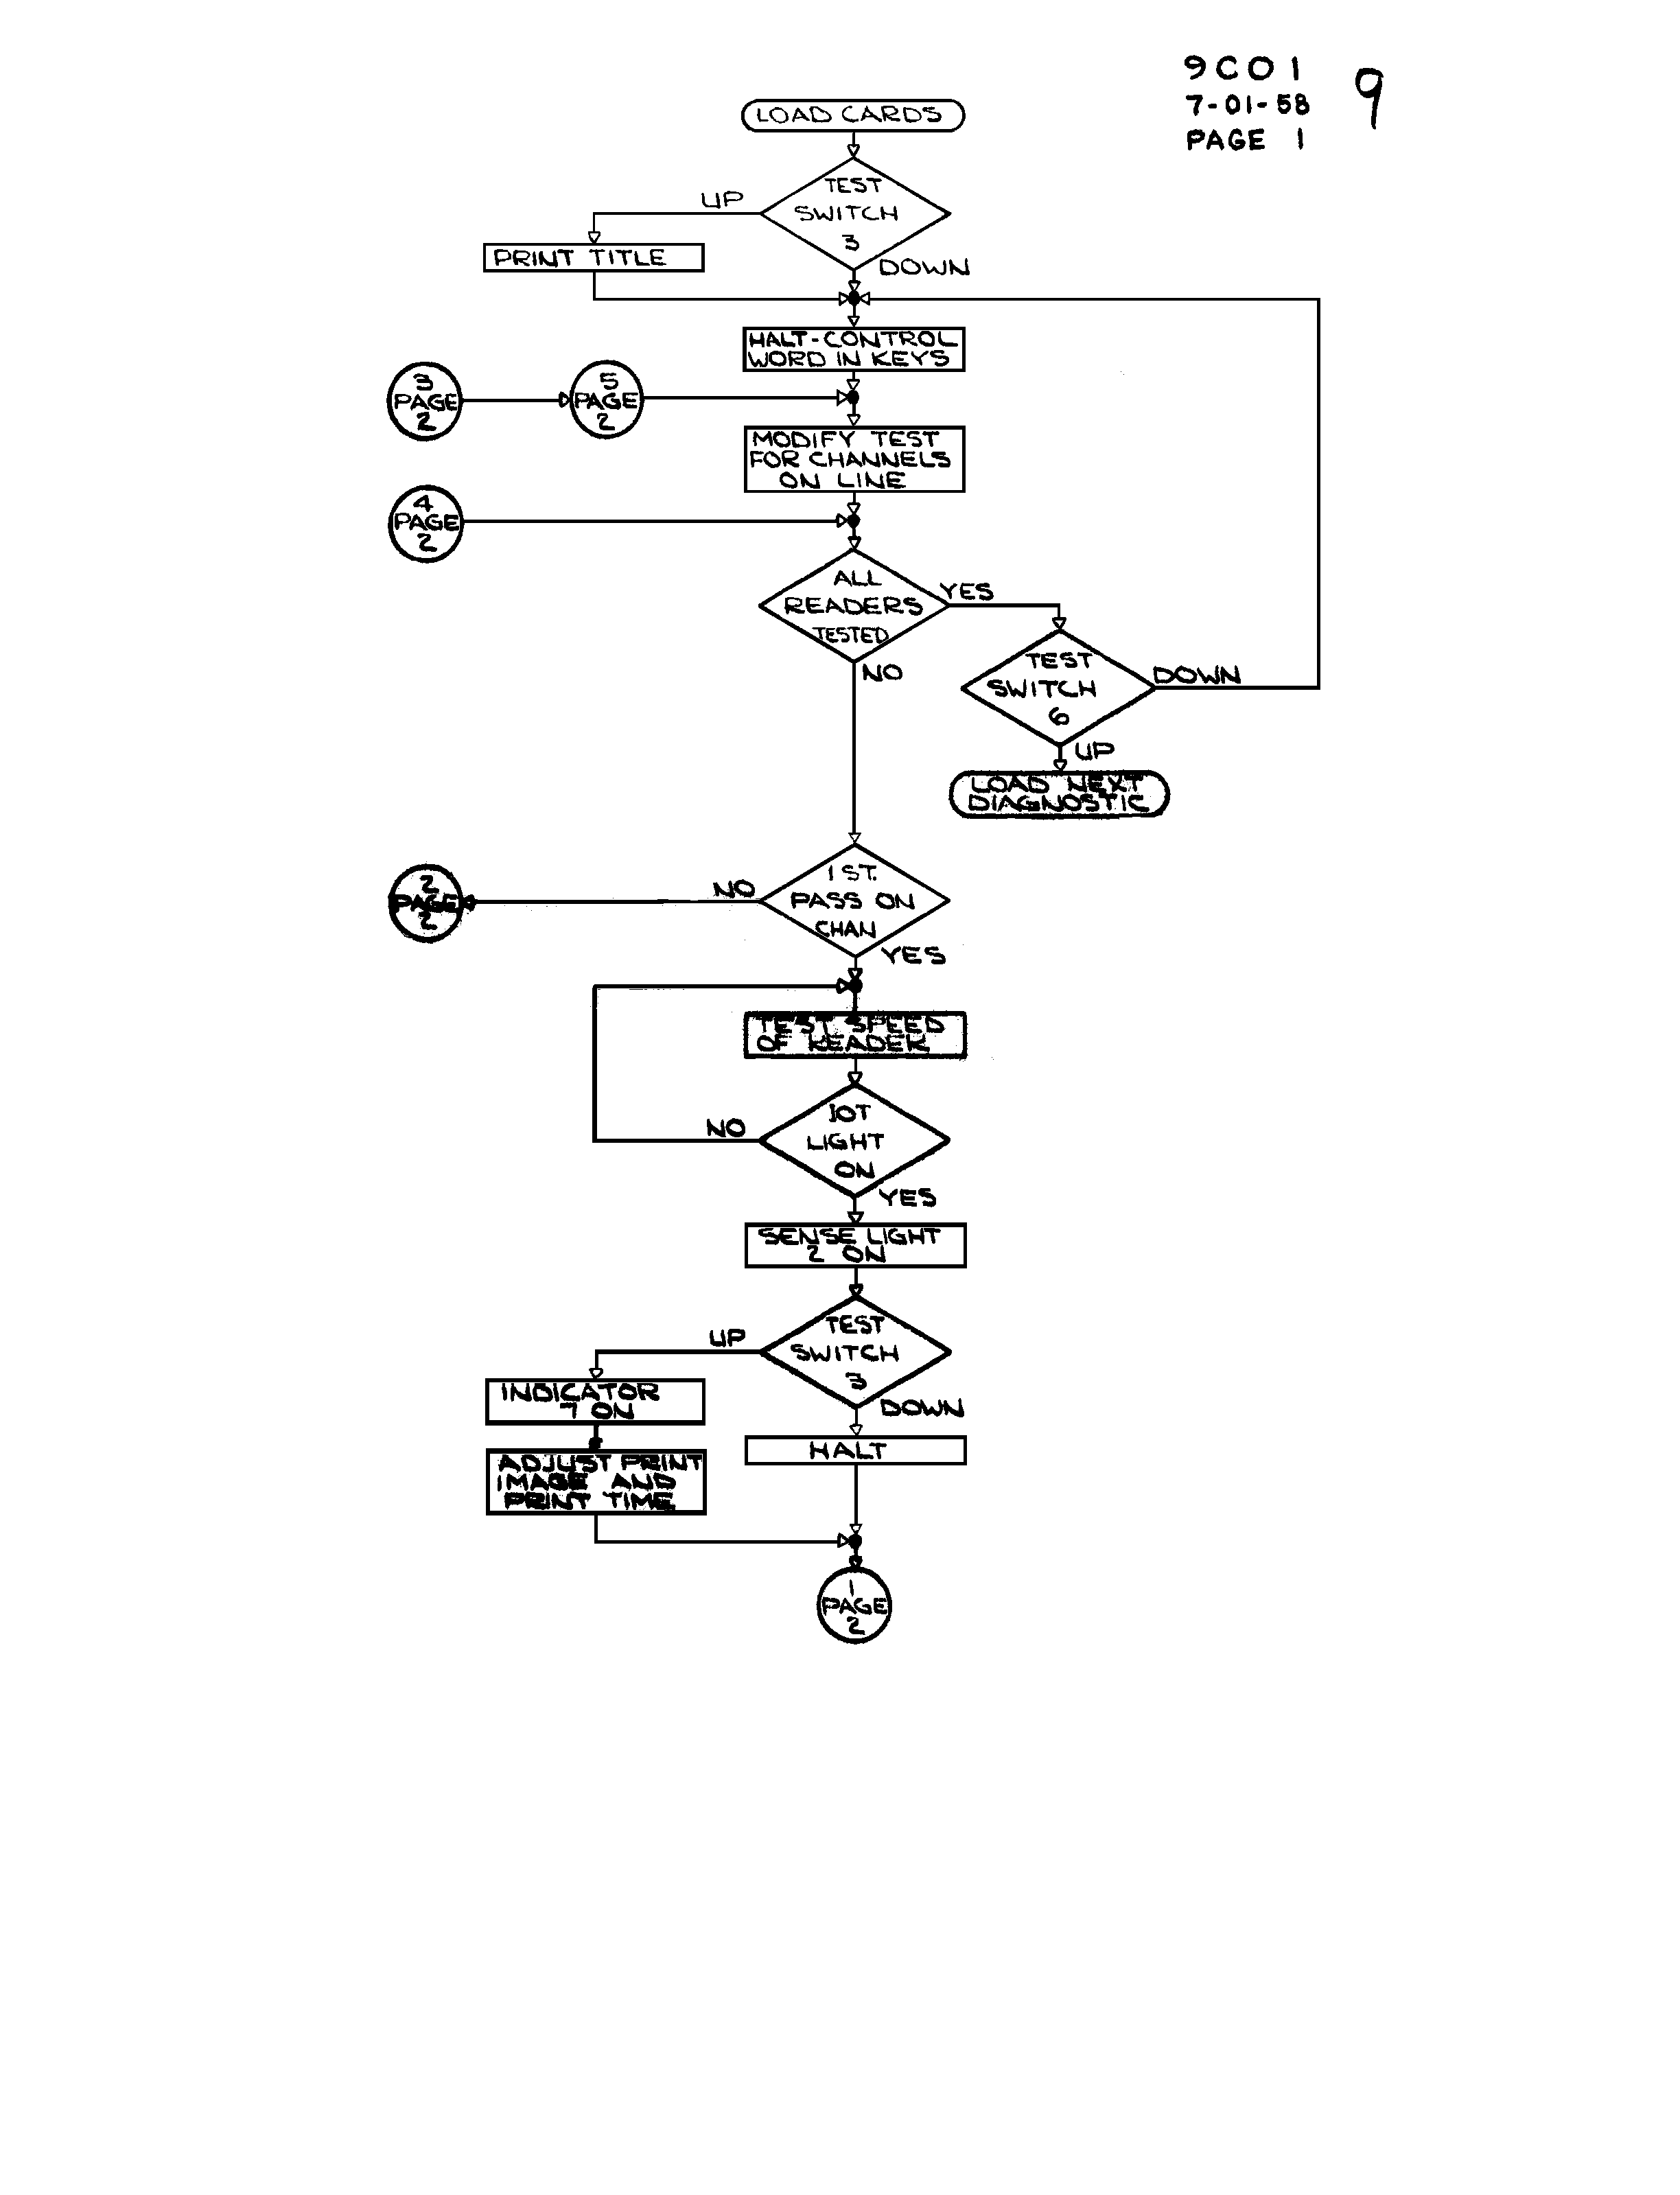 9C01
7-01-58
PAGE 1
9
LOAD CARDS
TEST
SWITCH
3
UP
DOWN
PRINT TITLE
HALT-CONTROL
WORD IN KEYS
3
PAGE
2
5
PAGE
2
MODIFY TEST
FOR CHANNELS
ON LINE
4
PAGE
2
ALL
READERS
TESTED
YES
NO
TEST
SWITCH
6
DOWN
UP
LOAD NEXT
DIAGNOSTIC
1ST.
PASS ON
CHAN
NO
YES
2
PAGE
2
TEST SPEED
OF READER
IOT
LIGHT
ON
NO
YES
SENSE LIGHT
2 ON
TEST
SWITCH
3
UP
DOWN
INDICATOR
7 ON
HALT
ADJUST PRINT
IMAGE AND
PRINT TIME
1
PAGE
2